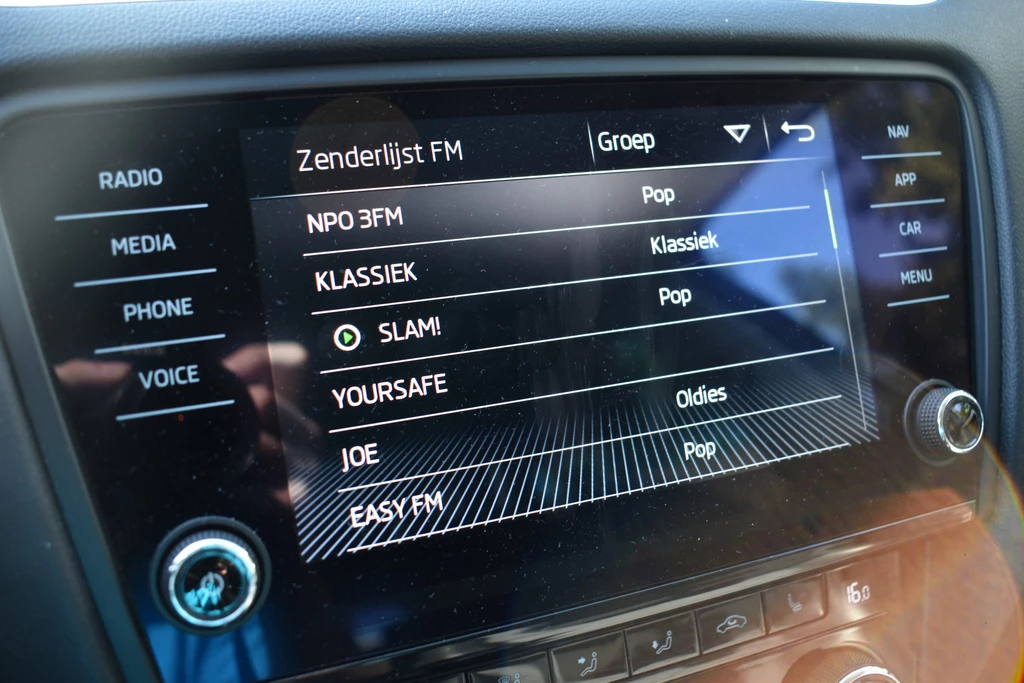 Zenderlijst FM Groep
NPO 3FM Pop
KLASSIEK Klassiek
SLAM! Pop
YOURSAFE
JOE Oldies
EASY FM Pop
RADIO
MEDIA
PHONE
VOICE
NAV
APP
CAR
MENU
16.0